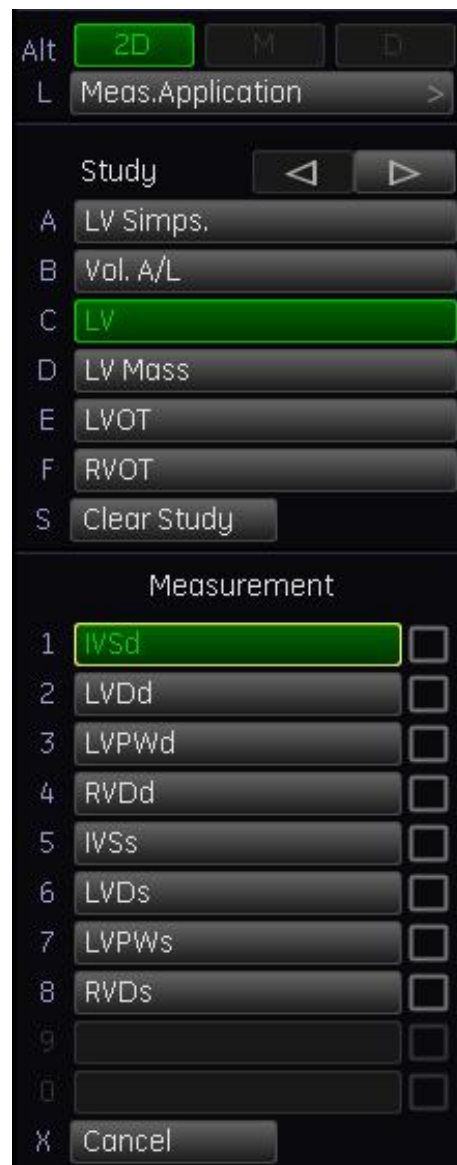 Alt 2D M D
L Meas.Application >
Study
A LV Simps.
B Vol. A/L
C LV
D LV Mass
E LVOT
F RVOT
S Clear Study
Measurement
1 IVSd
2 LVDd
3 LVPWd
4 RVDd
5 IVSs
6 LVDs
7 LVPWs
8 RVDs
9
0
X Cancel